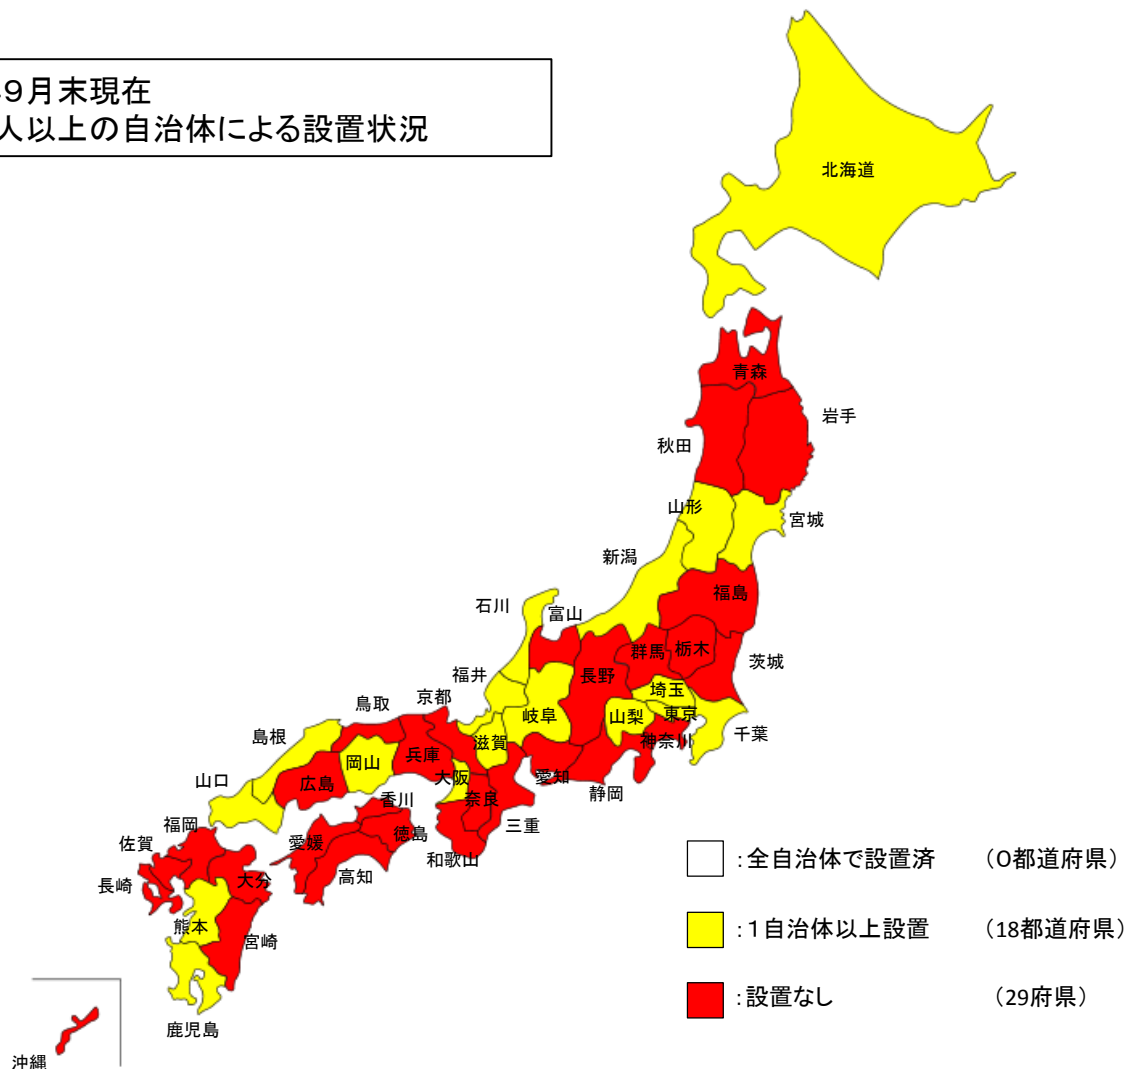 9月末現在
人以上の自治体による設置状況
北海道
青森
岩手
秋田
山形
宮城
新潟
福島
石川
富山
群馬
栃木
茨城
長野
福井
埼玉
鳥取
京都
岐阜
山梨
東京
千葉
島根
滋賀
神奈川
兵庫
岡山
山口
大阪
愛知
広島
静岡
奈良
香川
福岡
三重
佐賀
愛媛
徳島
和歌山
高知
長崎
大分
熊本
宮崎
鹿児島
沖縄
：全自治体で設置済 （0都道府県）
：１自治体以上設置 （18都道府県）
：設置なし （29府県）